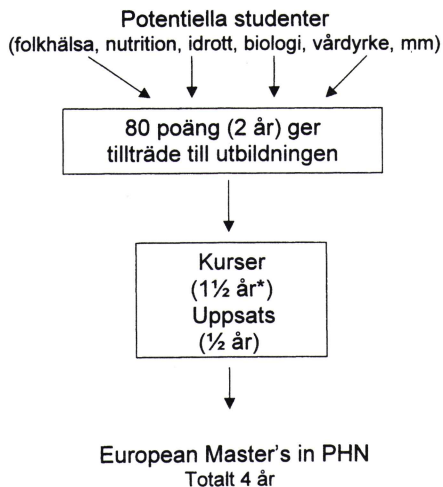 Potentiella studenter
(folkhälsa, nutrition, idrott, biologi, vårdyrke, mm)
80 poäng (2 år) ger
tillträde till utbildningen
Kurser
(1½ år*)
Uppsats
(½ år)
European Master's in PHN
Totalt 4 år